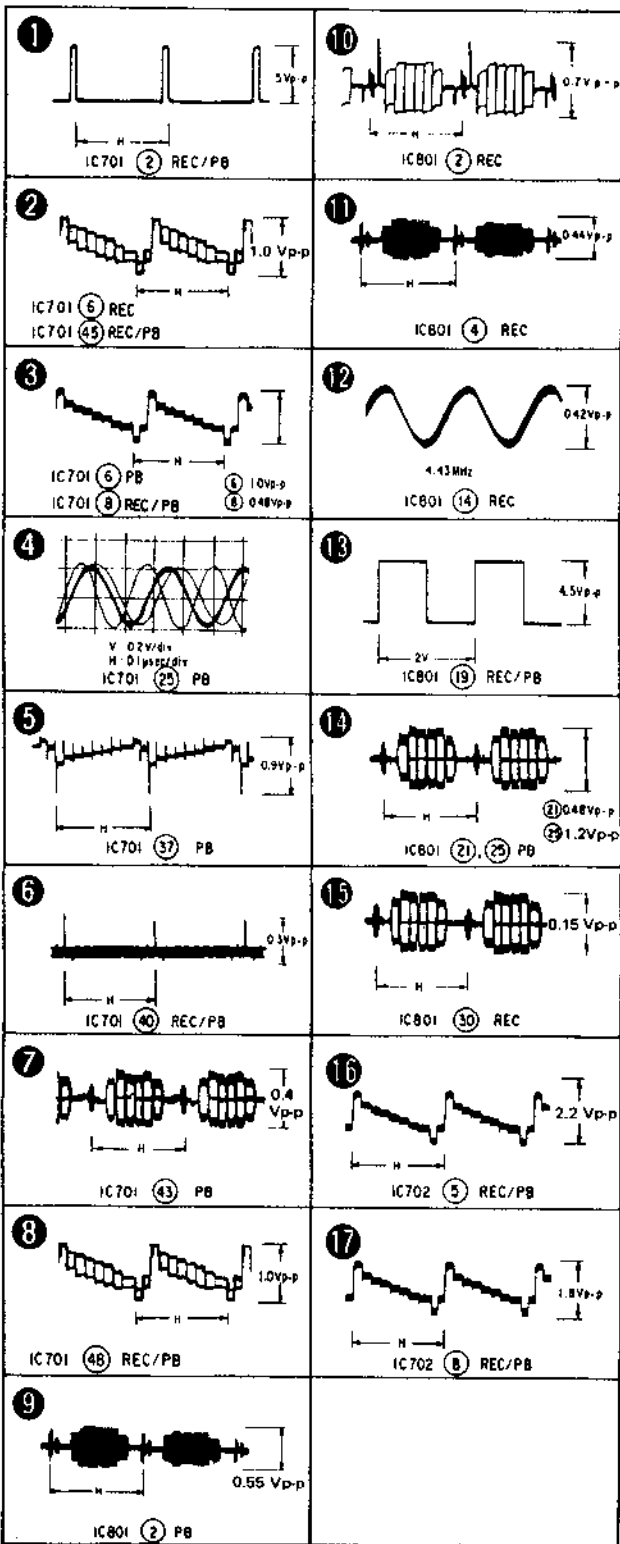 1
5Vp-p
H
IC701 2 REC/PB
2
1.0 Vp-p
H
IC701 6 REC
IC701 45 REC/PB
3
H
IC701 6 PB
6 1.0Vp-p
IC701 8 REC/PB
8 0.48Vp-p
4
V : 0.2V/div
H : 0.1μsec/div
IC701 25 PB
5
0.9Vp-p
H
IC701 37 PB
6
0.3Vp-p
H
IC701 40 REC/PB
7
0.4
Vp-p
H
IC701 43 PB
8
1.0Vp-p
H
IC701 48 REC/PB
9
0.55 Vp-p
H
IC801 2 PB
10
0.7Vp-p
H
IC801 2 REC
11
0.44Vp-p
H
IC801 4 REC
12
0.42Vp-p
4.43MHz
IC801 14 REC
13
4.5Vp-p
2V
IC801 19 REC/PB
14
H
21 0.48Vp-p
25 1.2Vp-p
IC801 21, 25 PB
15
0.15 Vp-p
H
IC801 30 REC
16
2.2 Vp-p
H
IC702 5 REC/PB
17
1.8Vp-p
H
IC702 8 REC/PB